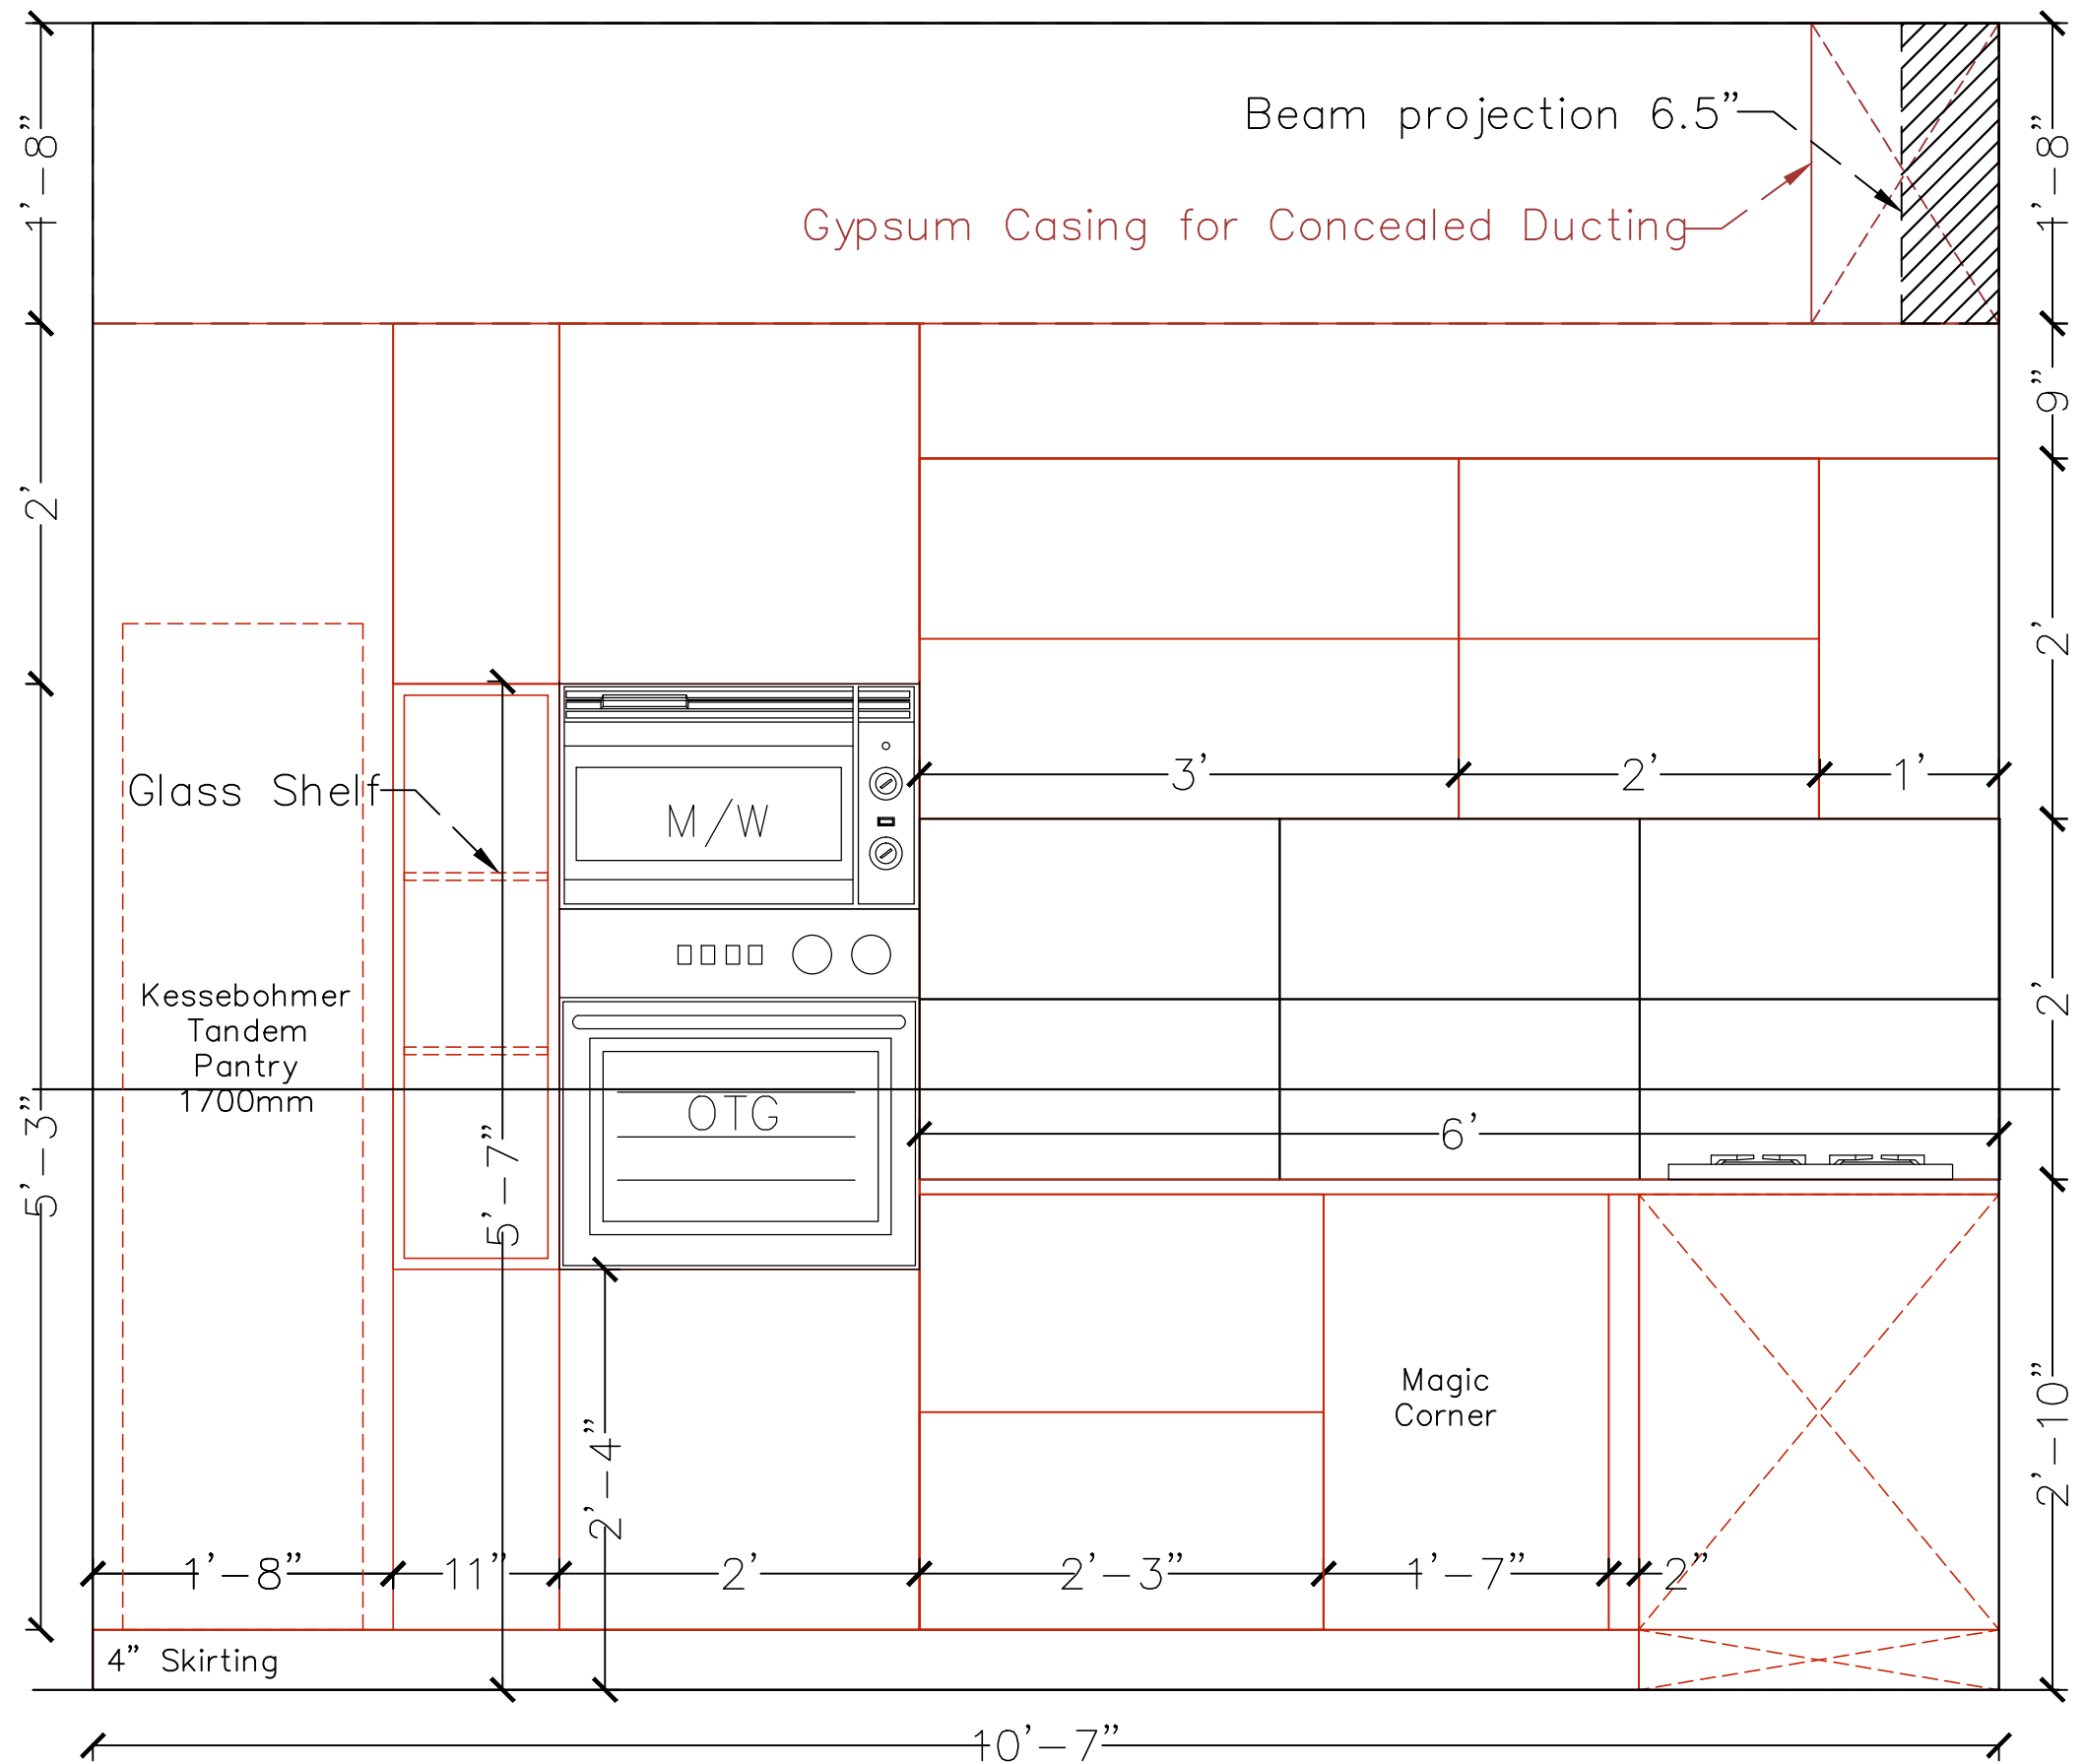 1'-8"
Beam projection 6.5"
1'-8"
Gypsum Casing for Concealed Ducting
9"
2'
2'
3'
2'
1'
Glass Shelf
M/W
Kessebohmer
Tandem
Pantry
1700mm
2'
OTG
6'
5'-3"
5'-7"
Magic
Corner
2'-10"
2'-4"
1'-8"
11"
2'
2'-3"
1'-7"
2"
4" Skirting
10'-7"